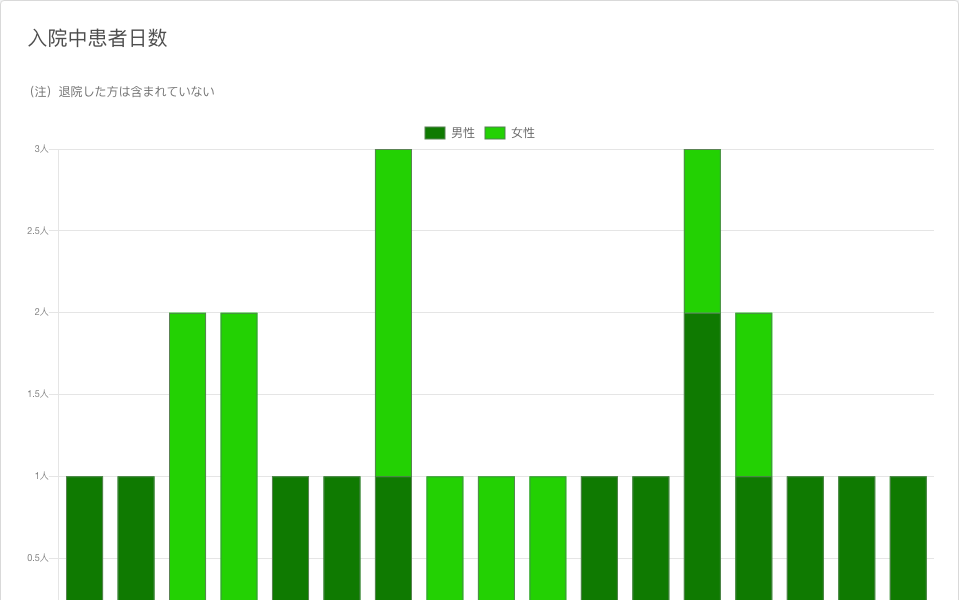 入院中患者日数
（注）退院した方は含まれていない
男性 女性
3人
2.5人
2人
1.5人
1人
0.5人